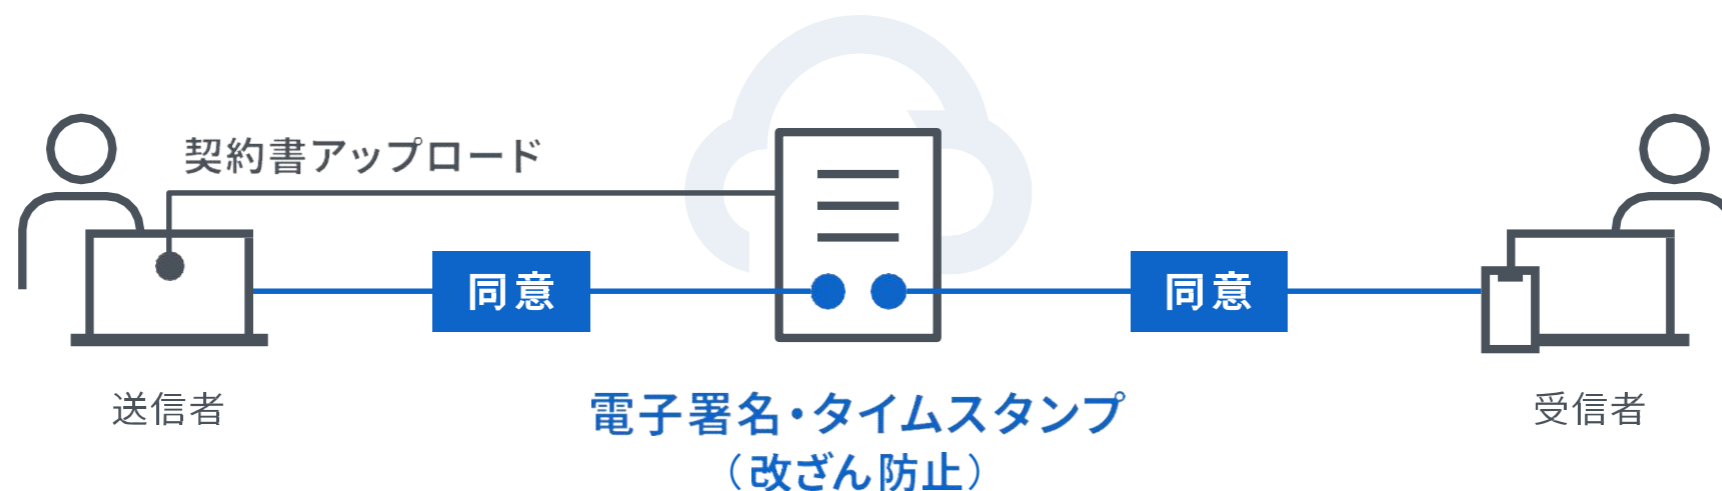 契約書アップロード
同意
同意
送信者
電子署名・タイムスタンプ
（改ざん防止）
受信者